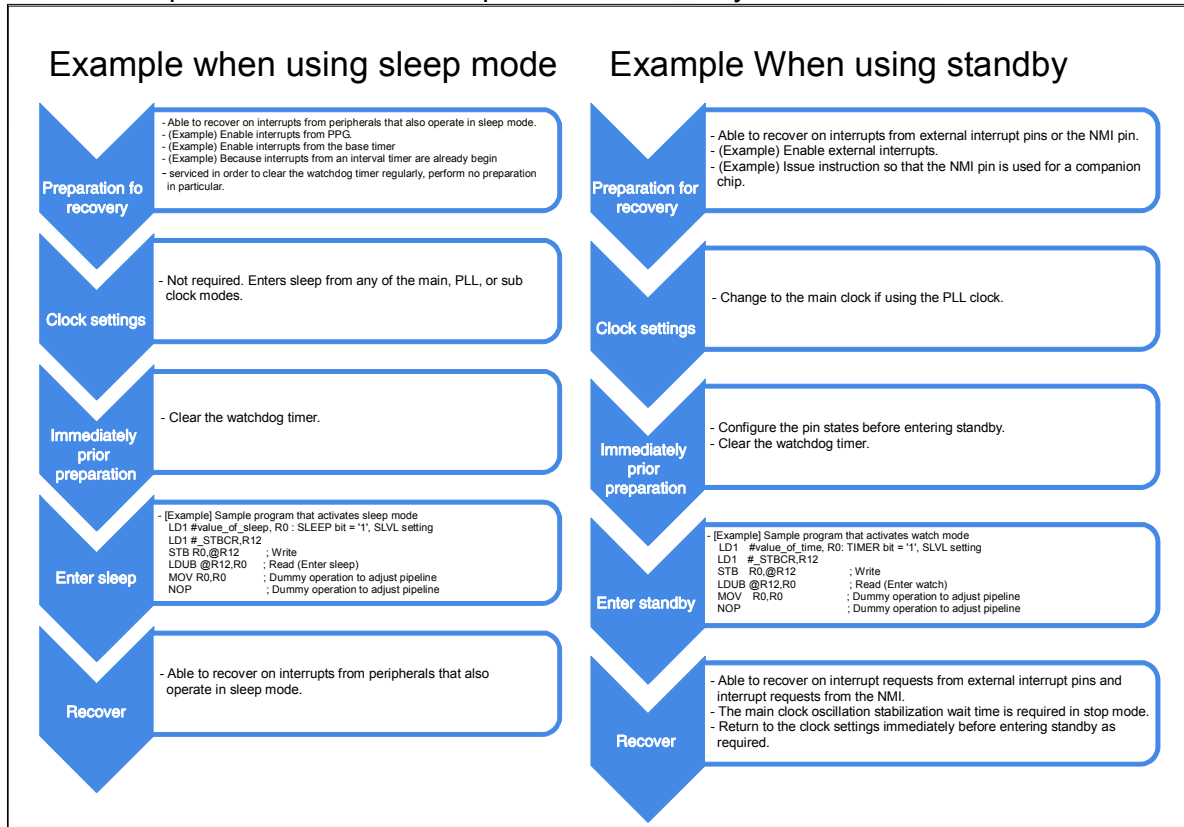 Example when using sleep mode
Preparation fo
recovery
- Able to recover on interrupts from peripherals that also operate in sleep mode.
- (Example) Enable interrupts from PPG.
- (Example) Enable interrupts from the base timer
- (Example) Because interrupts from an interval timer are already begin
- serviced in order to clear the watchdog timer regularly, perform no preparation
in particular.
Clock settings
- Not required. Enters sleep from any of the main, PLL, or sub
clock modes.
Immediately
prior
preparation
- Clear the watchdog timer.
Enter sleep
- [Example] Sample program that activates sleep mode
LD1 #value_of_sleep, R0 : SLEEP bit = '1', SLVL setting
LD1 #_STBCR,R12
STB R0,@R12 ; Write
LDUB @R12,R0 ; Read (Enter sleep)
MOV R0,R0 ; Dummy operation to adjust pipeline
NOP ; Dummy operation to adjust pipeline
Recover
- Able to recover on interrupts from peripherals that also
operate in sleep mode.
Example When using standby
Preparation for
recovery
- Able to recover on interrupts from external interrupt pins or the NMI pin.
- (Example) Enable external interrupts.
- (Example) Issue instruction so that the NMI pin is used for a companion
chip.
Clock settings
- Change to the main clock if using the PLL clock.
Immediately
prior
preparation
- Configure the pin states before entering standby.
- Clear the watchdog timer.
Enter standby
- [Example] Sample program that activates watch mode
LD1 #value_of_time, R0: TIMER bit = '1', SLVL setting
LD1 #_STBCR,R12
STB R0,@R12 ; Write
LDUB @R12,R0 ; Read (Enter watch)
MOV R0,R0 ; Dummy operation to adjust pipeline
NOP ; Dummy operation to adjust pipeline
Recover
- Able to recover on interrupt requests from external interrupt pins and
interrupt requests from the NMI.
- The main clock oscillation stabilization wait time is required in stop mode.
- Return to the clock settings immediately before entering standby as
required.